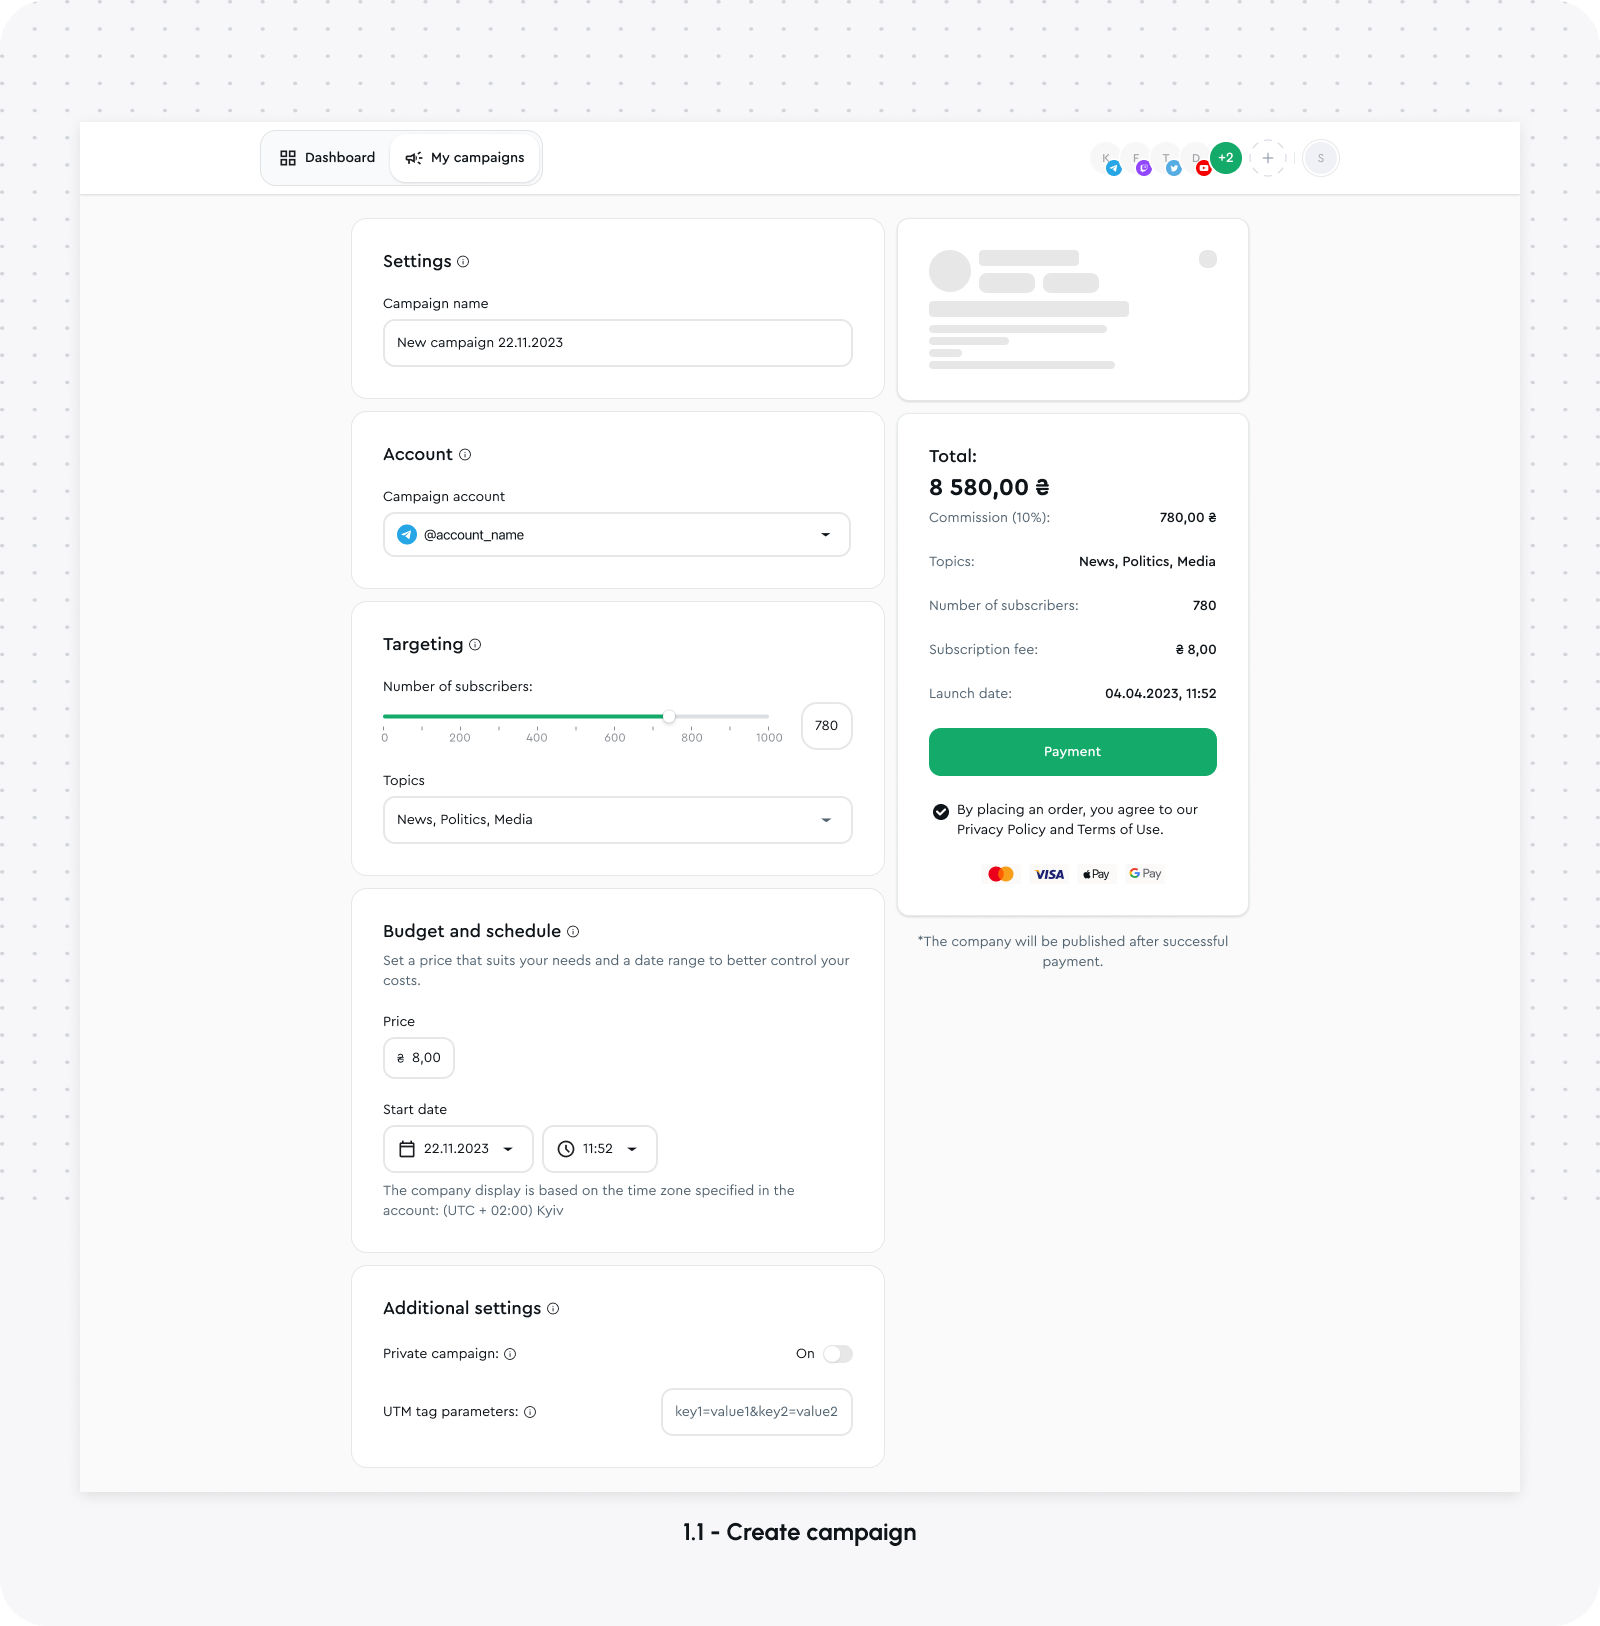 Dashboard
My campaigns
K
F
T
D
+2
S
Settings
Campaign name
New campaign 22.11.2023
Account
Campaign account
@account_name
Targeting
Number of subscribers:
780
0 200 400 600 800 1000
Topics
News, Politics, Media
Budget and schedule
Set a price that suits your needs and a date range to better control your
costs.
Price
₴ 8,00
Start date
22.11.2023
11:52
The company display is based on the time zone specified in the
account: (UTC + 02:00) Kyiv
Additional settings
Private campaign:
On
UTM tag parameters:
key1=value1&key2=value2
Total:
8 580,00 ₴
Commission (10%): 780,00 ₴
Topics: News, Politics, Media
Number of subscribers: 780
Subscription fee: ₴ 8,00
Launch date: 04.04.2023, 11:52
Payment
By placing an order, you agree to our
Privacy Policy and Terms of Use.
VISA Pay G Pay
*The company will be published after successful
payment.
1.1 - Create campaign